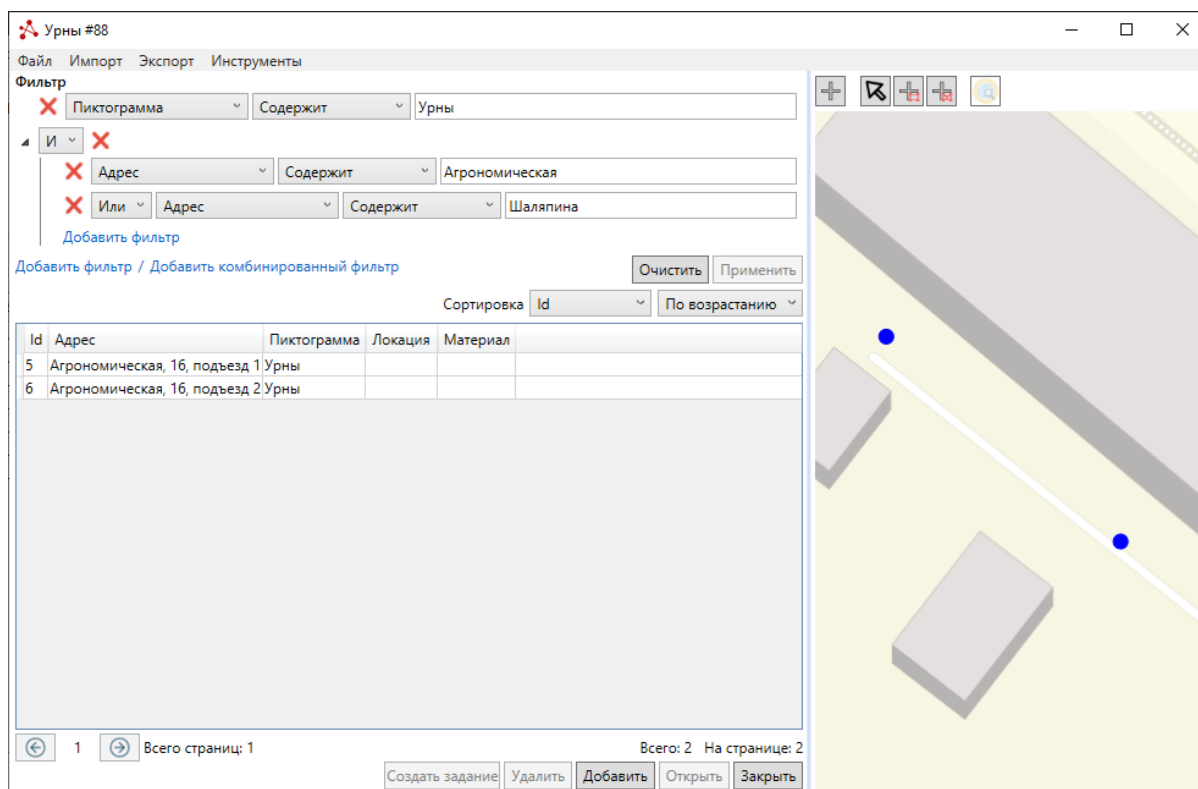 Урны #88
Файл Импорт Экспорт Инструменты
Фильтр
Пиктограмма Содержит Урны
И
Адрес Содержит Агрономическая
Или Адрес Содержит Шаляпина
Добавить фильтр
Добавить фильтр / Добавить комбинированный фильтр Очистить Применить
Сортировка Id По возрастанию
Id Адрес Пиктограмма Локация Материал
5 Агрономическая, 16, подъезд 1 Урны
6 Агрономическая, 16, подъезд 2 Урны
1 Всего страниц: 1 Всего: 2 На странице: 2
Создать задание Удалить Добавить Открыть Закрыть